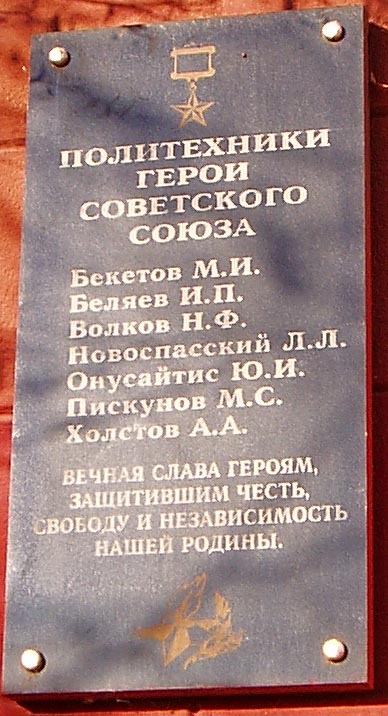 ПОЛИТЕХНИКИ
ГЕРОИ
СОВЕТСКОГО
СОЮЗА
Бекетов М.И.
Беляев И.П.
Волков Н.Ф.
Новоспасский Л.Л.
Онусайтис Ю.И.
Пискунов М.С.
Холстов А.А.
ВЕЧНАЯ СЛАВА ГЕРОЯМ,
ЗАЩИТИВШИМ ЧЕСТЬ,
СВОБОДУ И НЕЗАВИСИМОСТЬ
НАШЕЙ РОДИНЫ.